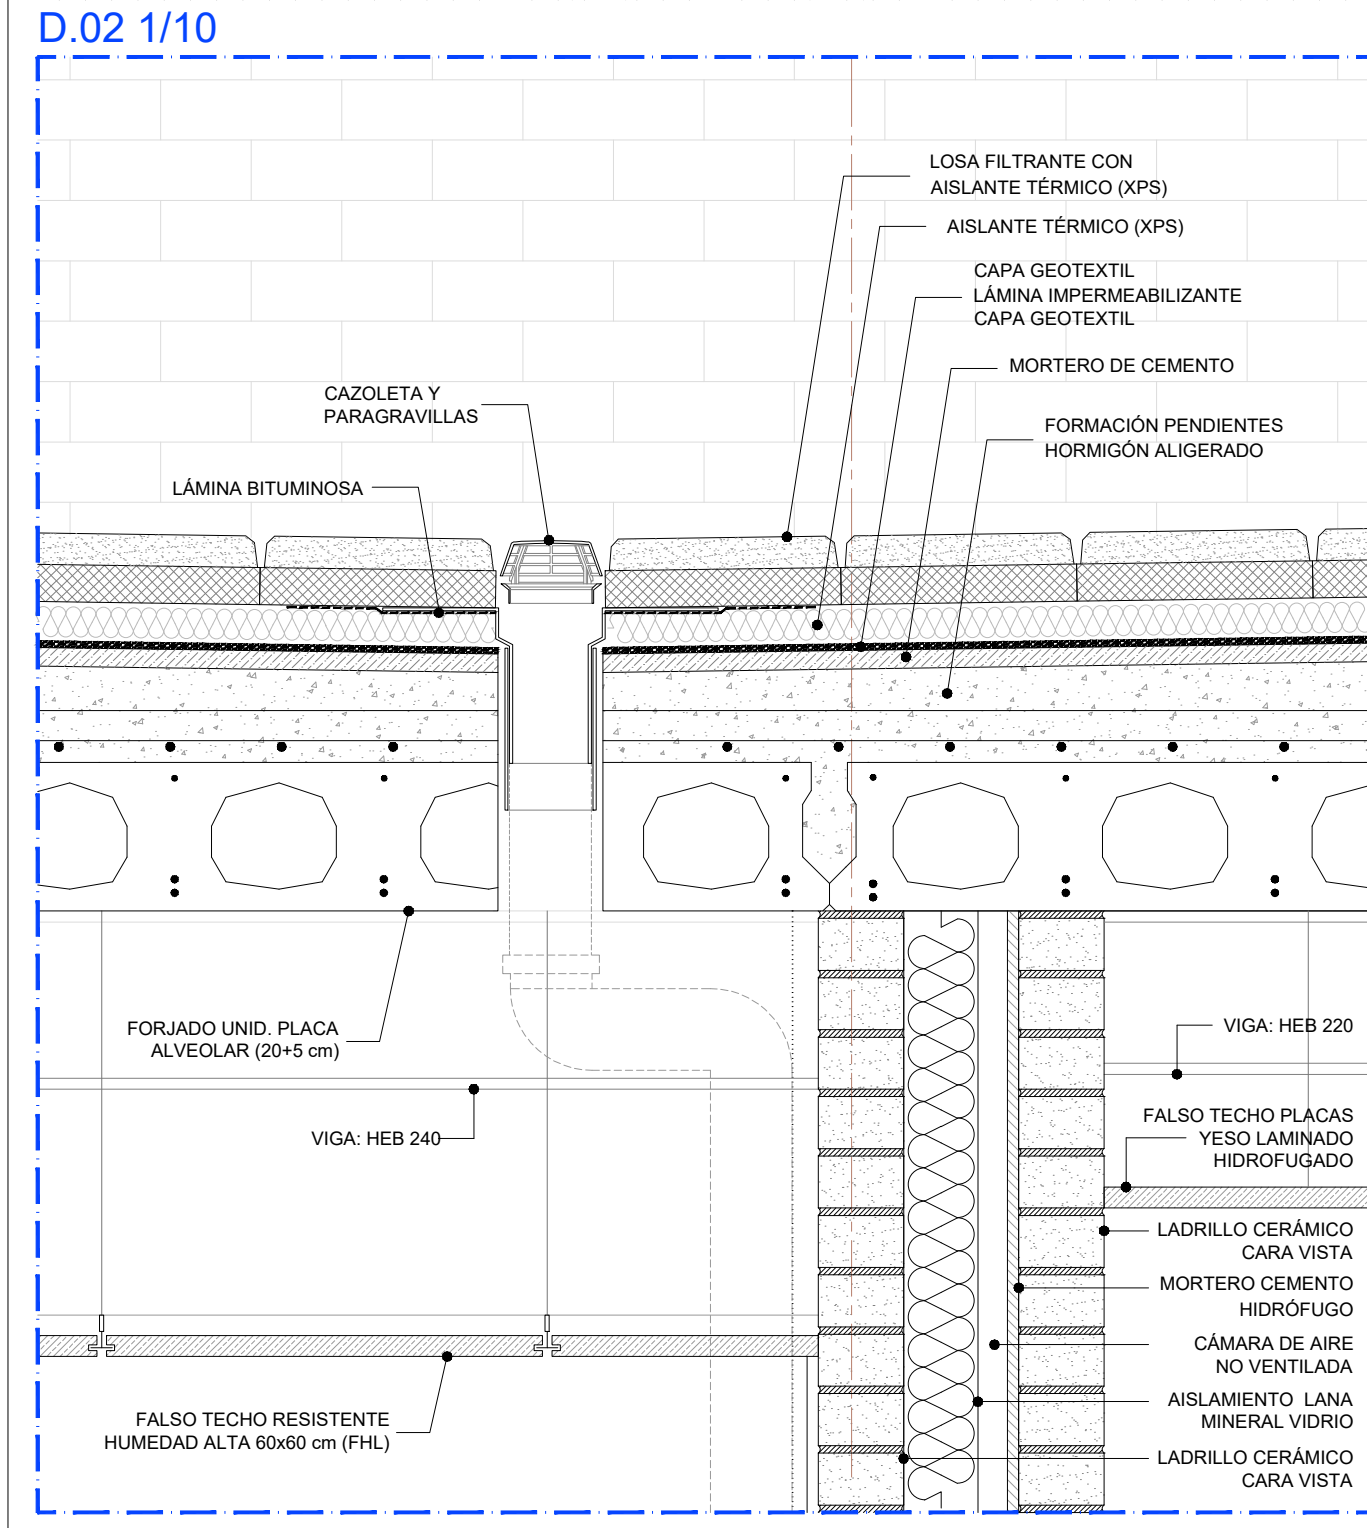 D.02 1/10
LOSA FILTRANTE CON
AISLANTE TÉRMICO (XPS)
AISLANTE TÉRMICO (XPS)
CAPA GEOTEXTIL
LÁMINA IMPERMEABILIZANTE
CAPA GEOTEXTIL
MORTERO DE CEMENTO
CAZOLETA Y
PARAGRAVILLAS
FORMACIÓN PENDIENTES
HORMIGÓN ALIGERADO
LÁMINA BITUMINOSA
FORJADO UNID. PLACA
ALVEOLAR (20+5 cm)
VIGA: HEB 220
VIGA: HEB 240
FALSO TECHO PLACAS
YESO LAMINADO
HIDROFUGADO
LADRILLO CERÁMICO
CARA VISTA
MORTERO CEMENTO
HIDRÓFUGO
CÁMARA DE AIRE
NO VENTILADA
AISLAMIENTO  LANA
MINERAL VIDRIO
FALSO TECHO RESISTENTE
HUMEDAD ALTA 60x60 cm (FHL)
LADRILLO CERÁMICO
CARA VISTA